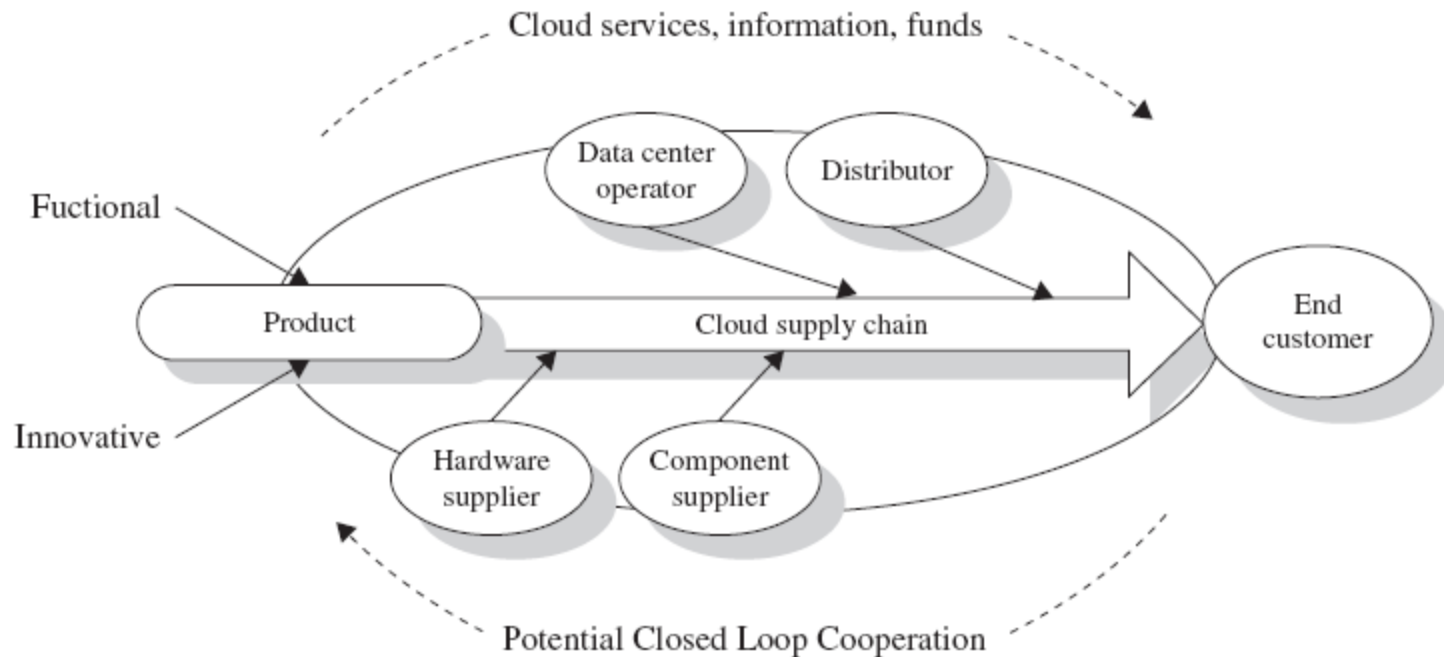 Cloud services, information, funds
Data center
operator
Distributor
Fuctional
Product
Cloud supply chain
End
customer
Innovative
Hardware
supplier
Component
supplier
Potential Closed Loop Cooperation